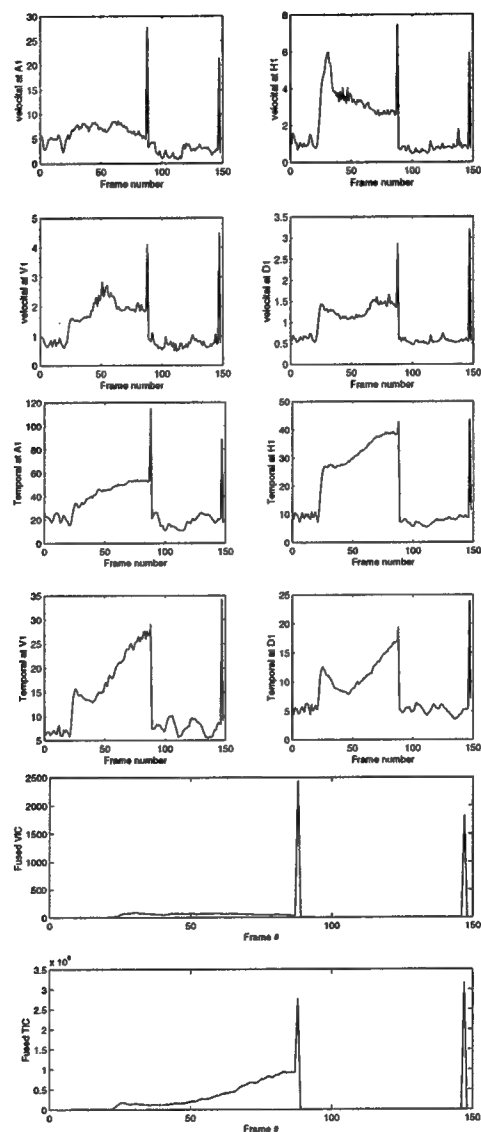 30
25
20
15
10
5
0
velocital at A1
0 50 100 150
Frame number
8
6
4
2
0
velocital at H1
0 50 100 150
Frame number
5
4
3
2
1
0
velocital at V1
0 50 100 150
Frame number
3.5
3
2.5
2
1.5
1
0.5
0
velocital at D1
0 50 100 150
Frame number
120
100
80
60
40
20
0
Temporal at A1
0 50 100 150
Frame number
50
40
30
20
10
0
Temporal at H1
0 50 100 150
Frame number
35
30
25
20
15
10
5
Temporal at V1
0 50 100 150
Frame number
25
20
15
10
5
0
Temporal at D1
0 50 100 150
Frame number
2500
2000
1500
1000
500
0
Fused VIC
0 50 100 150
Frame #
x 10⁶
3.5
3
2.5
2
1.5
1
0.5
0
Fused TIC
0 50 100 150
Frame #